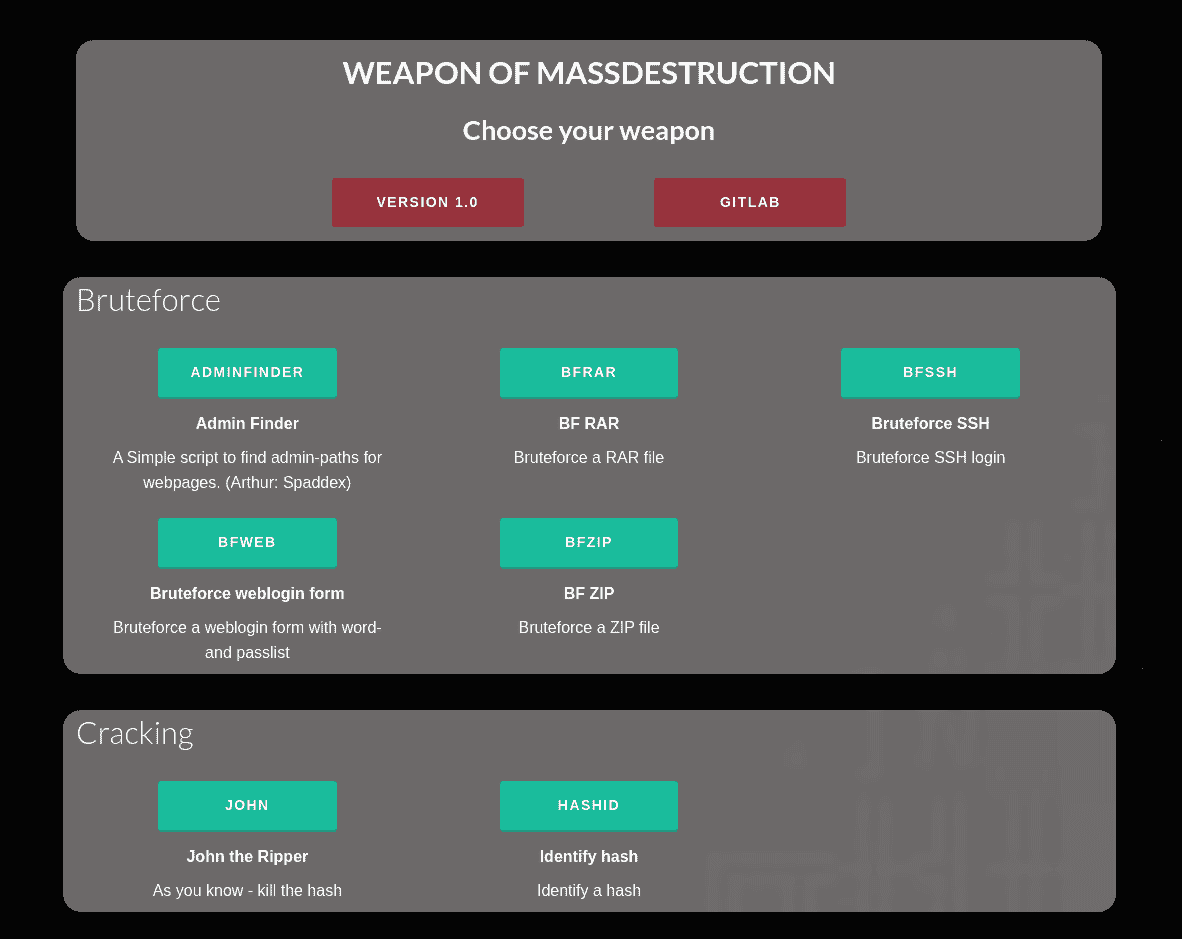 WEAPON OF MASSDESTRUCTION
Choose your weapon
VERSION 1.0
GITLAB
Bruteforce
ADMINFINDER
Admin Finder
A Simple script to find admin-paths for
webpages. (Arthur: Spaddex)
BFRAR
BF RAR
Bruteforce a RAR file
BFSSH
Bruteforce SSH
Bruteforce SSH login
BFWEB
Bruteforce weblogin form
Bruteforce a weblogin form with word-
and passlist
BFZIP
BF ZIP
Bruteforce a ZIP file
Cracking
JOHN
John the Ripper
As you know - kill the hash
HASHID
Identify hash
Identify a hash